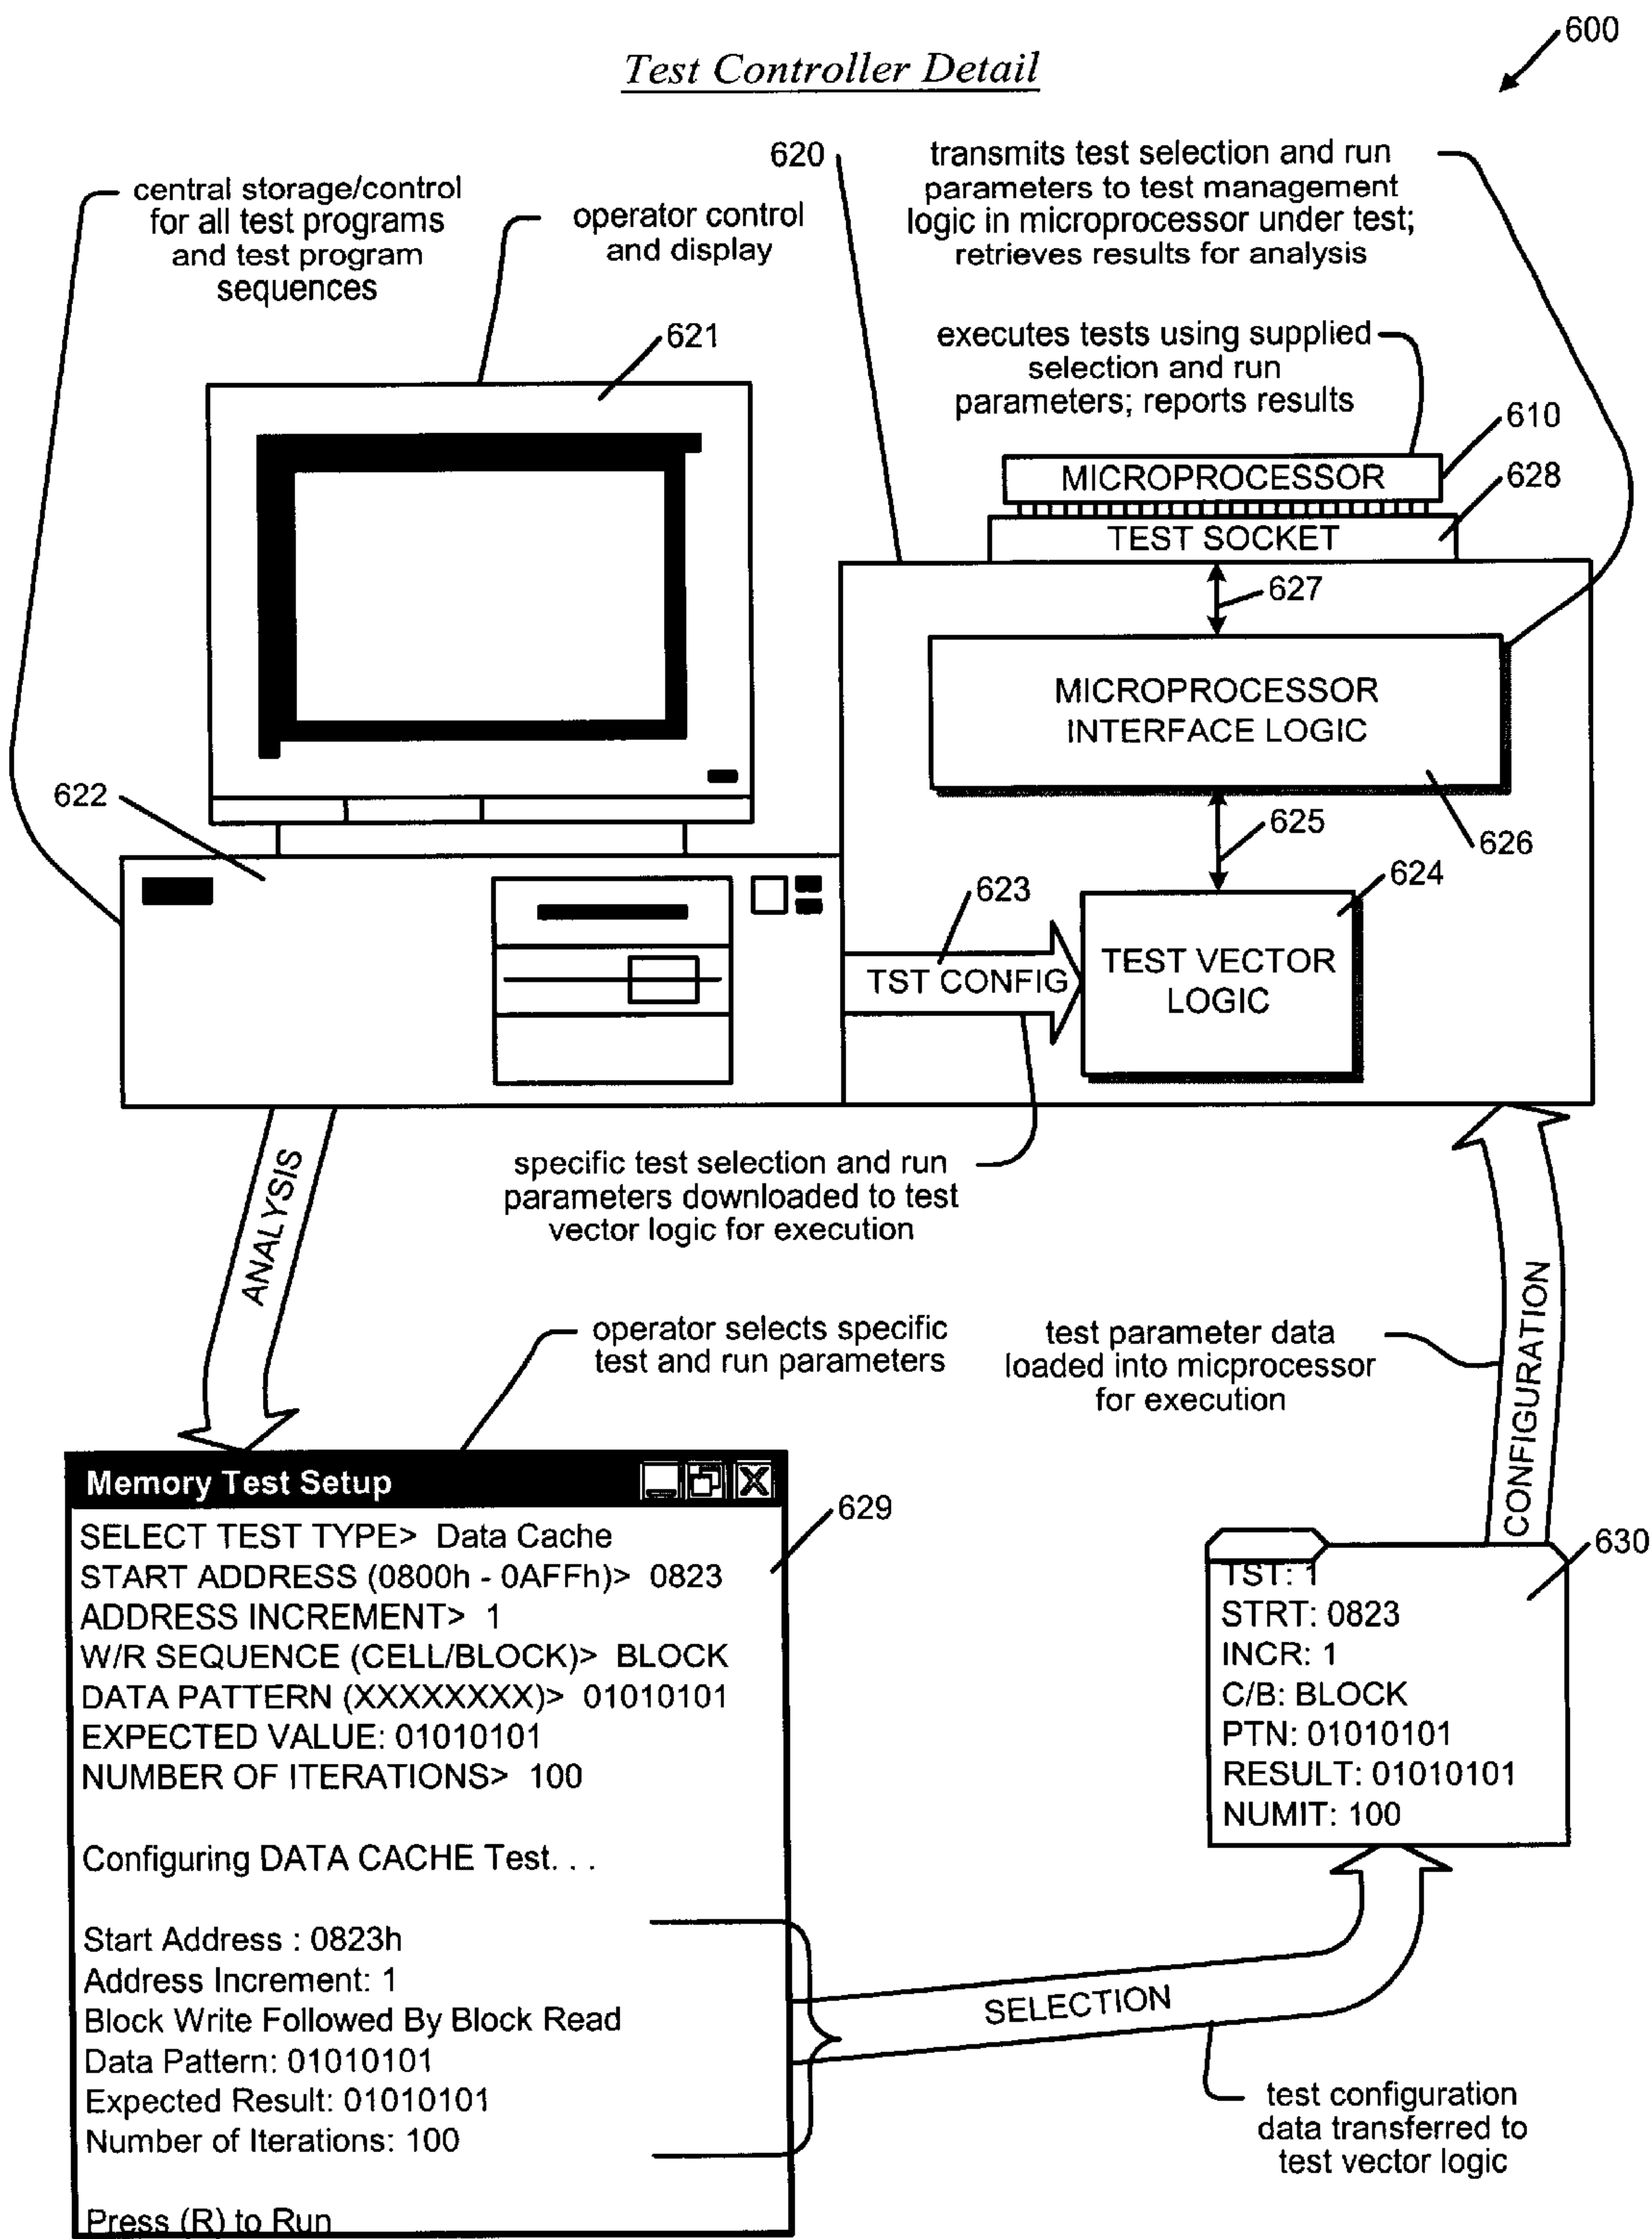 600
Test Controller Detail
620
central storage/control
for all test programs
and test program
sequences
operator control
and display
transmits test selection and run
parameters to test management
logic in microprocessor under test;
retrieves results for analysis
621
executes tests using supplied
selection and run
parameters; reports results
610
MICROPROCESSOR
628
TEST SOCKET
627
MICROPROCESSOR
INTERFACE LOGIC
622
625
626
623
624
TST CONFIG
TEST VECTOR
LOGIC
ANALYSIS
specific test selection and run
parameters downloaded to test
vector logic for execution
operator selects specific
test and run parameters
test parameter data
loaded into micprocessor
for execution
CONFIGURATION
Memory Test Setup
629
SELECT TEST TYPE> Data Cache
START ADDRESS (0800h - 0AFFh)> 0823
ADDRESS INCREMENT> 1
W/R SEQUENCE (CELL/BLOCK)> BLOCK
DATA PATTERN (XXXXXXXX)> 01010101
EXPECTED VALUE: 01010101
NUMBER OF ITERATIONS> 100
Configuring DATA CACHE Test. . .
Start Address : 0823h
Address Increment: 1
Block Write Followed By Block Read
Data Pattern: 01010101
Expected Result: 01010101
Number of Iterations: 100
Press (R) to Run
630
TST: 1
STRT: 0823
INCR: 1
C/B: BLOCK
PTN: 01010101
RESULT: 01010101
NUMIT: 100
SELECTION
test configuration
data transferred to
test vector logic